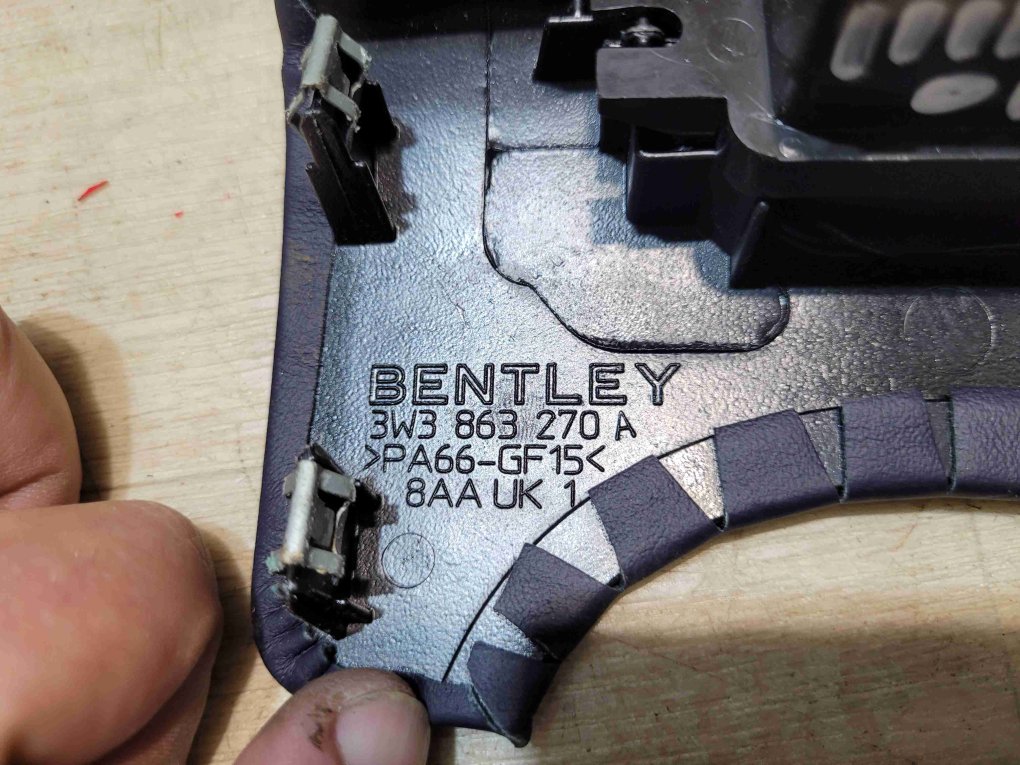 BENTLEY
3W3 863 270 A
>PA66-GF15<
8AA UK 1